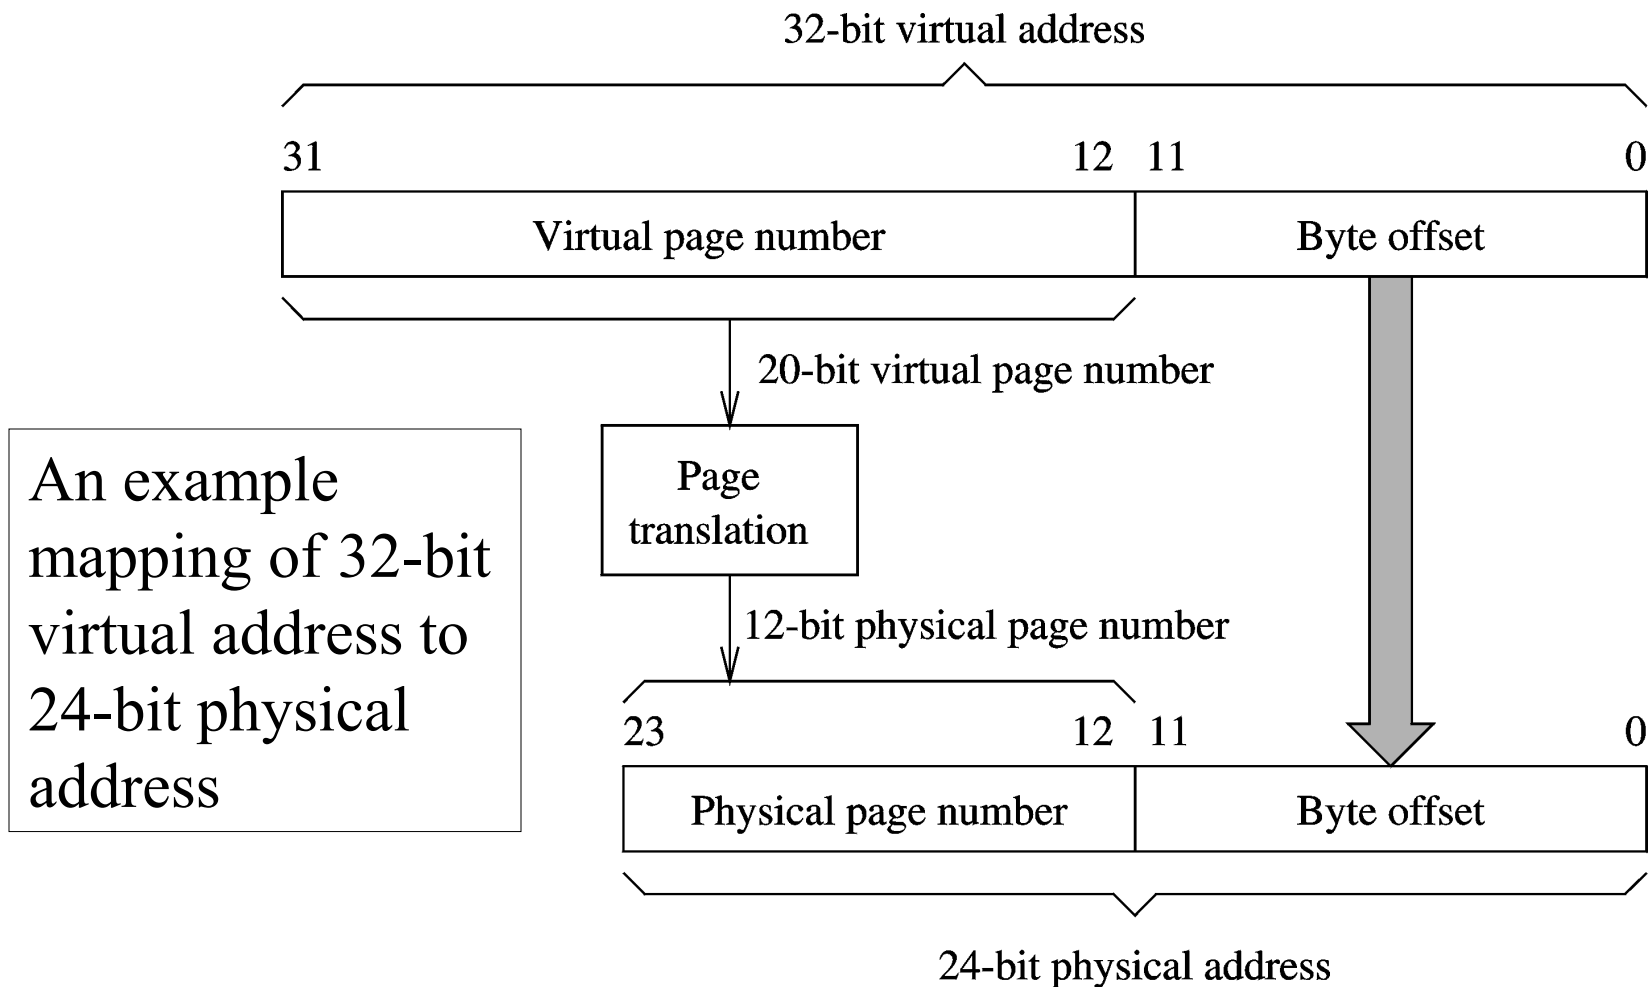 32-bit virtual address
31 12 11 0
Virtual page number Byte offset
20-bit virtual page number
Page
translation
An example
mapping of 32-bit
virtual address to
24-bit physical
address
12-bit physical page number
23 12 11 0
Physical page number Byte offset
24-bit physical address